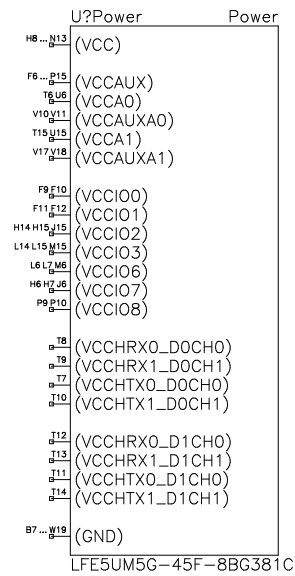 U?Power Power
H8 ... N13 (VCC)
F6 ... P15 (VCCAUX)
T6 U6 (VCCA0)
V10 V11 (VCCAUXA0)
T15 U15 (VCCA1)
V17 V18 (VCCAUXA1)
F9 F10 (VCCIO0)
F11 F12 (VCCIO1)
H14 H15 J15 (VCCIO2)
L14 L15 M15 (VCCIO3)
L6 L7 M6 (VCCIO6)
H6 H7 J6 (VCCIO7)
P9 P10 (VCCIO8)
T8 (VCCHRX0_D0CH0)
T9 (VCCHRX1_D0CH1)
T7 (VCCHTX0_D0CH0)
T10 (VCCHTX1_D0CH1)
T12 (VCCHRX0_D1CH0)
T13 (VCCHRX1_D1CH1)
T11 (VCCHTX0_D1CH0)
T14 (VCCHTX1_D1CH1)
B7 ... W19 (GND)
LFE5UM5G-45F-8BG381C